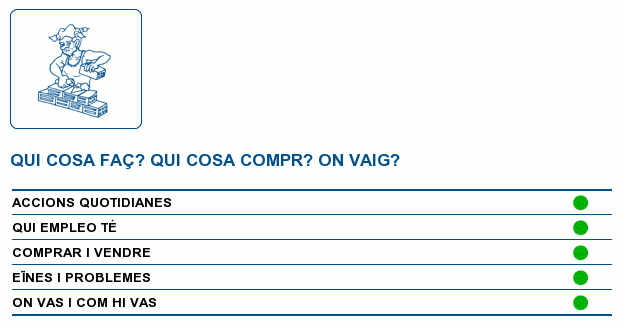 QUI COSA FAÇ? QUI COSA COMPR? ON VAIG?
ACCIONS QUOTIDIANES
QUI EMPLEO TÉ
COMPRAR I VENDRE
EÏNES I PROBLEMES
ON VAS I COM HI VAS